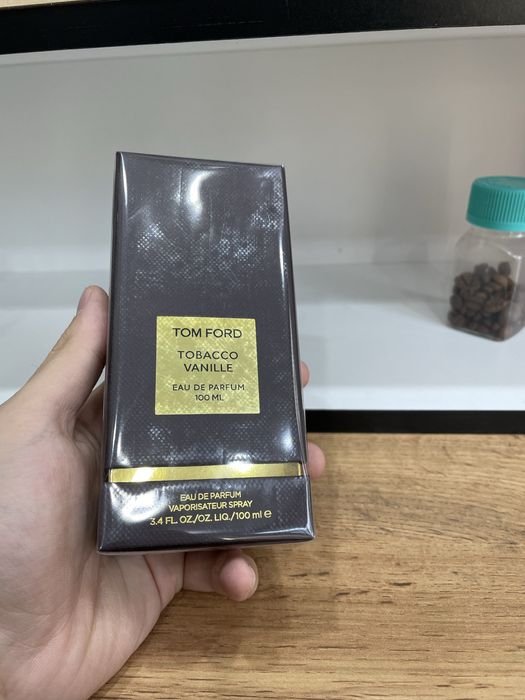 TOM FORD
TOBACCO
VANILLE
EAU DE PARFUM
100 ML
EAU DE PARFUM
VAPORISATEUR SPRAY
3.4 FL. OZ./OZ. LIQ./100 ml ℮